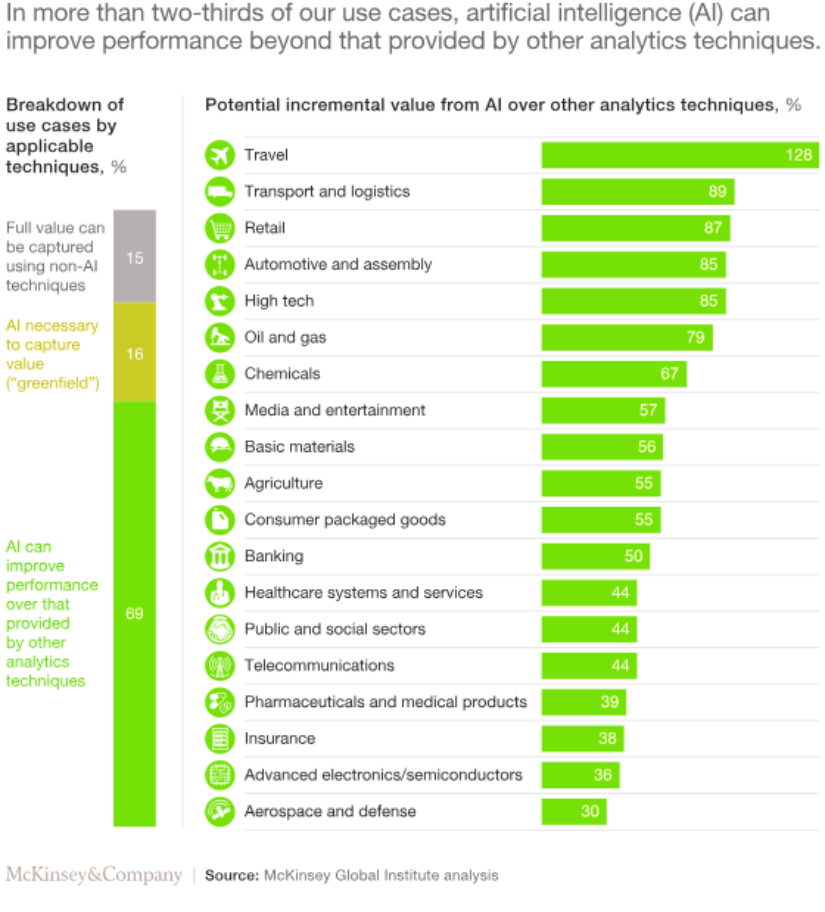 In more than two-thirds of our use cases, artificial intelligence (AI) can
improve performance beyond that provided by other analytics techniques.
Breakdown of
use cases by
applicable
techniques, %
Full value can
be captured
using non-AI
techniques
15
AI necessary
to capture
value
(“greenfield”)
16
AI can
improve
performance
over that
provided
by other
analytics
techniques
69
Potential incremental value from AI over other analytics techniques, %
Travel 128
Transport and logistics 89
Retail 87
Automotive and assembly 85
High tech 85
Oil and gas 79
Chemicals 67
Media and entertainment 57
Basic materials 56
Agriculture 55
Consumer packaged goods 55
Banking 50
Healthcare systems and services 44
Public and social sectors 44
Telecommunications 44
Pharmaceuticals and medical products 39
Insurance 38
Advanced electronics/semiconductors 36
Aerospace and defense 30
McKinsey&Company | Source: McKinsey Global Institute analysis